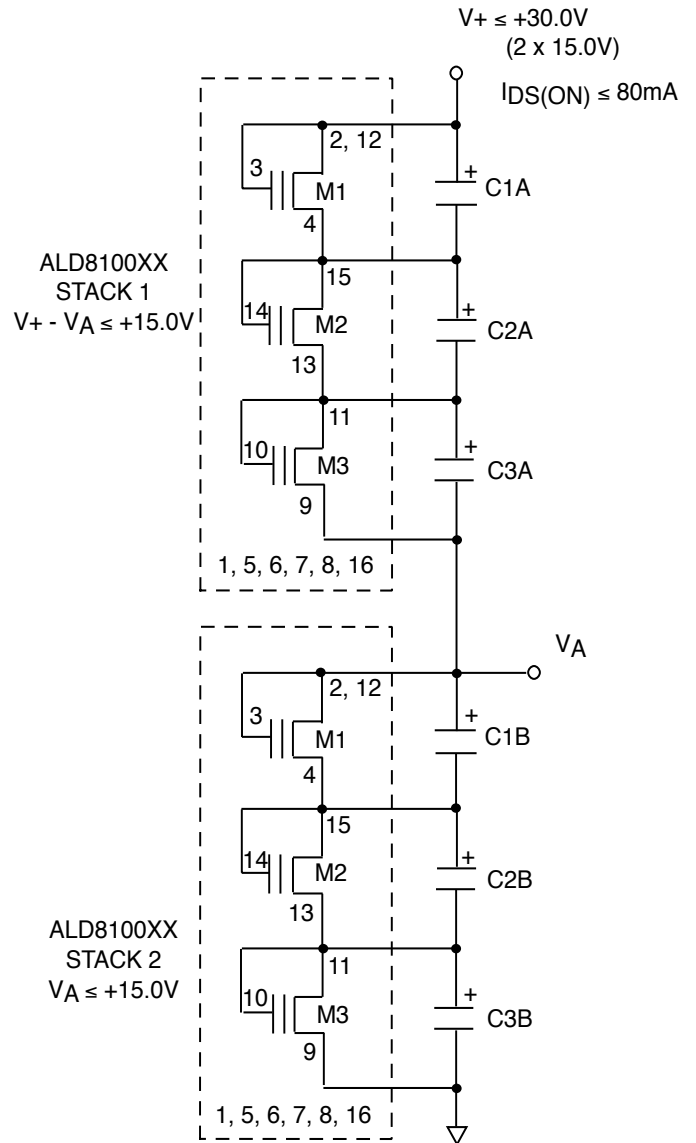 V+ ≤ +30.0V
(2 x 15.0V)
IDS(ON) ≤ 80mA
2, 12
3
M1
4
C1A
+
ALD8100XX
STACK 1
V+ - VA ≤ +15.0V
15
14
M2
13
C2A
+
11
10
M3
9
C3A
+
1, 5, 6, 7, 8, 16
VA
2, 12
3
M1
4
C1B
+
15
14
M2
13
C2B
+
ALD8100XX
STACK 2
VA ≤ +15.0V
11
10
M3
9
C3B
+
1, 5, 6, 7, 8, 16